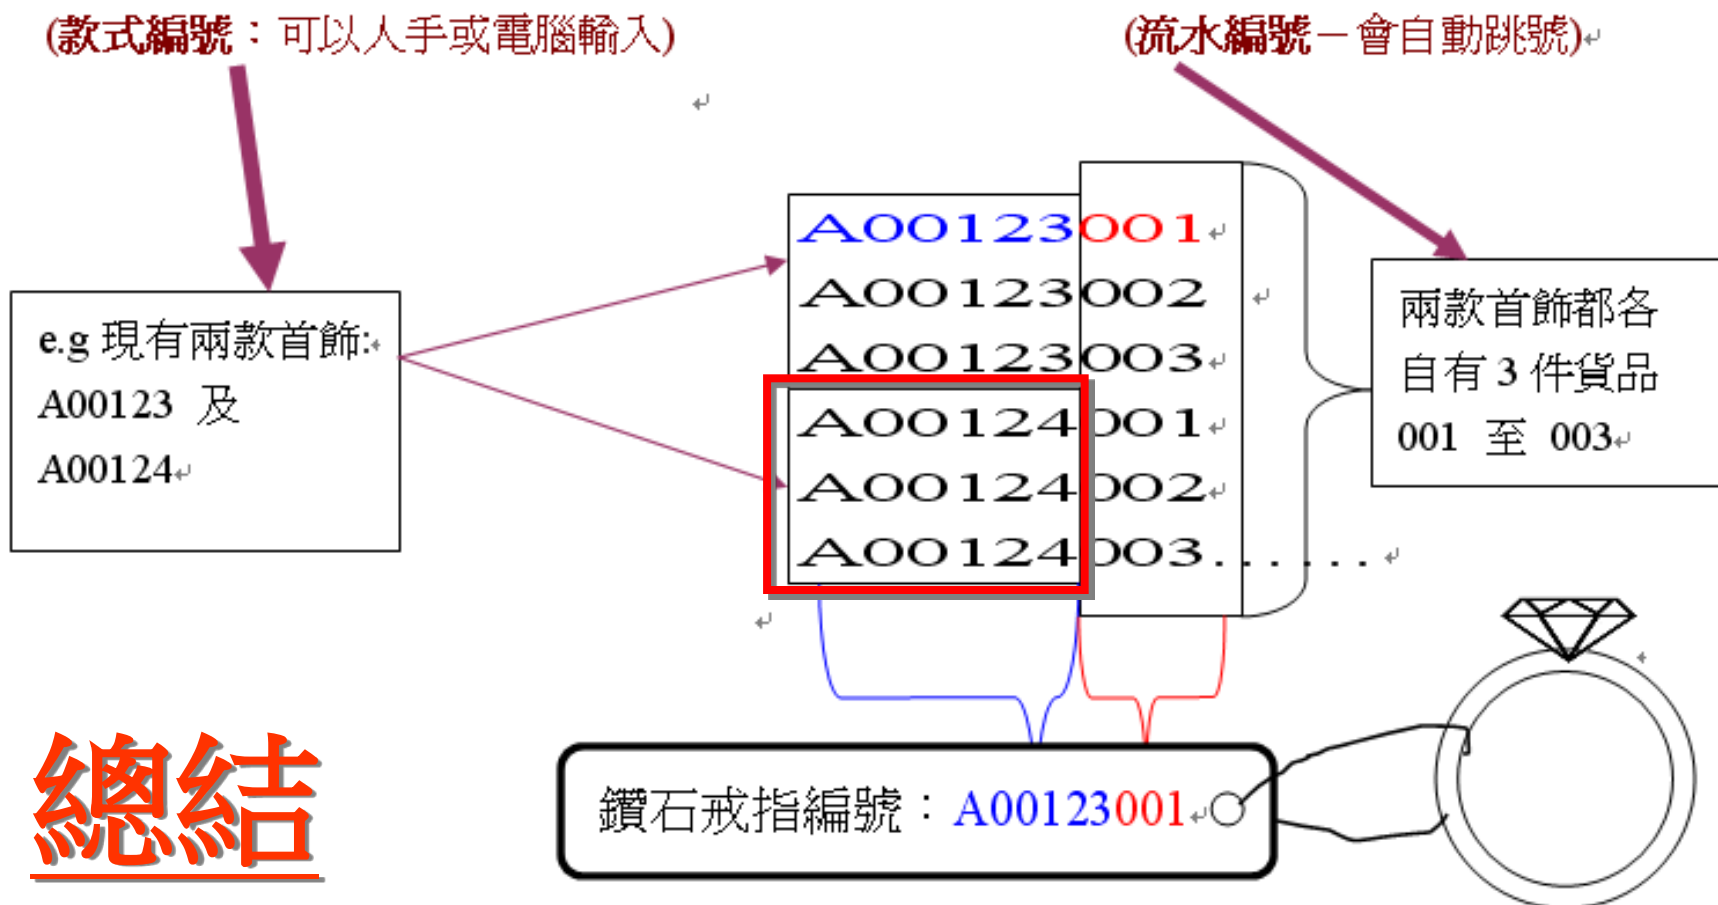 (款式編號：可以人手或電腦輸入)
(流水編號－會自動跳號)
e.g 現有兩款首飾:
A00123 及
A00124
A00123001
A00123002
A00123003
A00124001
A00124002
A00124003......
兩款首飾都各
自有 3 件貨品
001 至 003
總結
鑽石戒指編號：A00123001